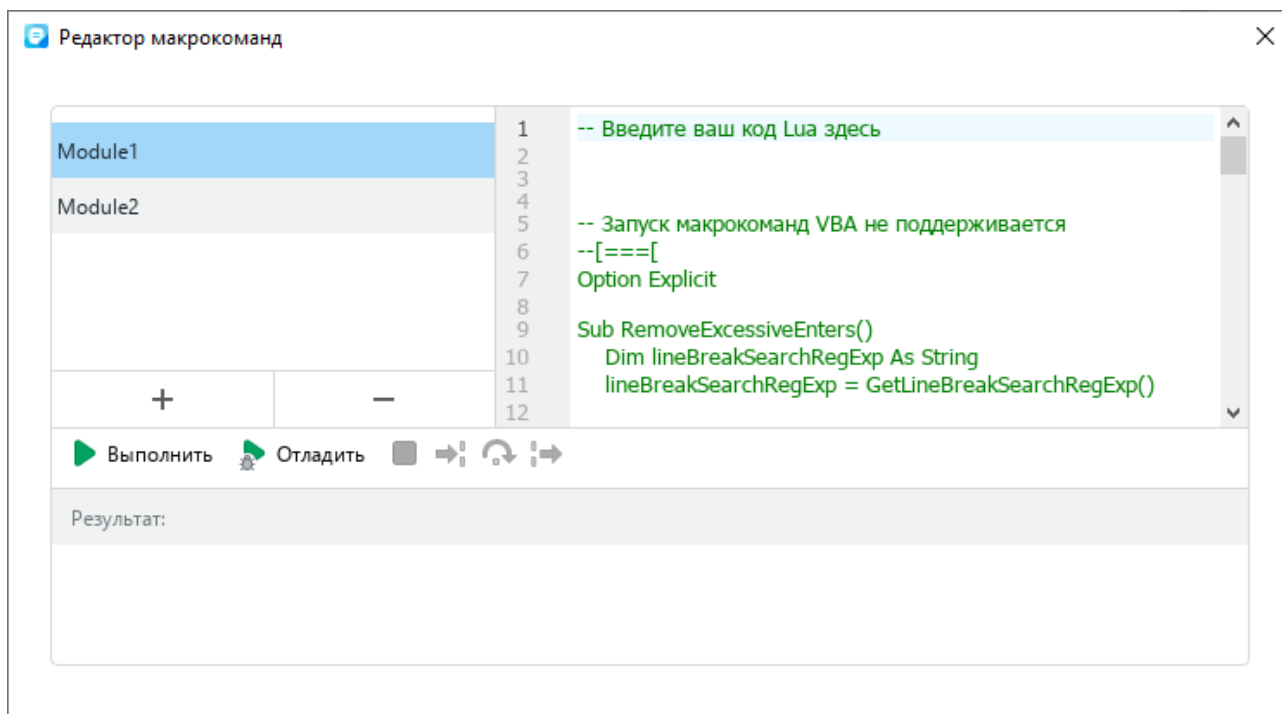 Редактор макрокоманд
Module1
Module2
1 -- Введите ваш код Lua здесь
2
3
4
5 -- Запуск макрокоманд VBA не поддерживается
6 --[===[
7 Option Explicit
8
9 Sub RemoveExcessiveEnters()
10 Dim lineBreakSearchRegExp As String
11 lineBreakSearchRegExp = GetLineBreakSearchRegExp()
12
Выполнить Отладить
Результат: